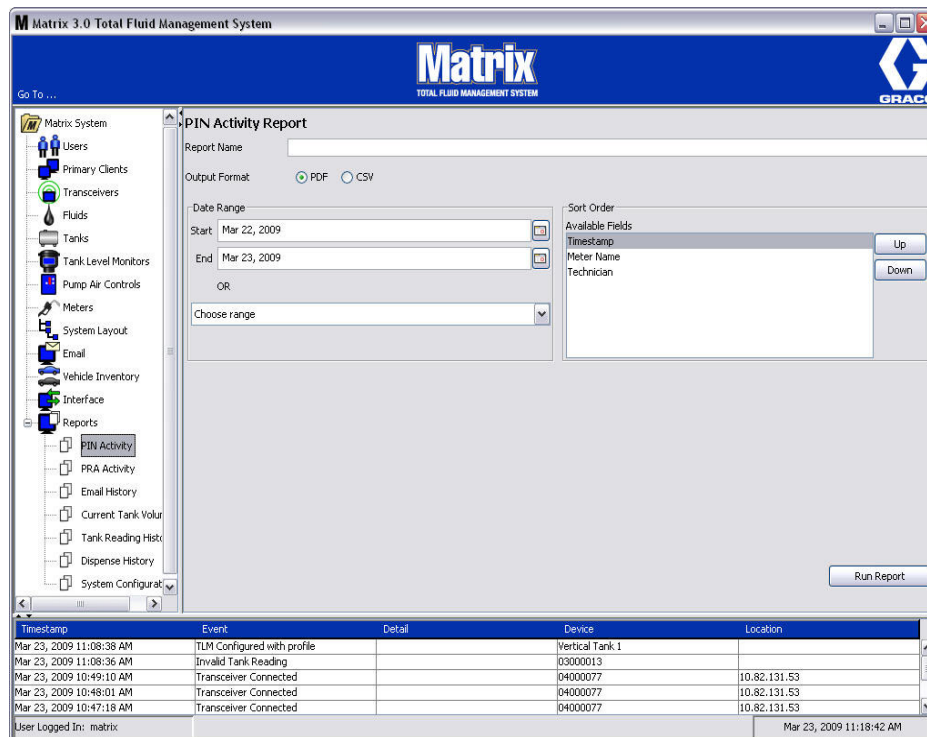 Matrix 3.0 Total Fluid Management System
Matrix
TOTAL FLUID MANAGEMENT SYSTEM
Go To ...
GRACO
Matrix System
Users
Primary Clients
Transceivers
Fluids
Tanks
Tank Level Monitors
Pump Air Controls
Meters
System Layout
Email
Vehicle Inventory
Interface
Reports
PIN Activity
PRA Activity
Email History
Current Tank Volur
Tank Reading Histo
Dispense History
System Configurat
PIN Activity Report
Report Name
Output Format PDF CSV
Date Range
Start Mar 22, 2009
End Mar 23, 2009
OR
Choose range
Sort Order
Available Fields
Timestamp
Meter Name
Technician
Up
Down
Run Report
Timestamp Event Detail Device Location
Mar 23, 2009 11:08:38 AM TLM Configured with profile Vertical Tank 1
Mar 23, 2009 11:08:36 AM Invalid Tank Reading 03000013
Mar 23, 2009 10:49:10 AM Transceiver Connected 04000077 10.82.131.53
Mar 23, 2009 10:48:01 AM Transceiver Connected 04000077 10.82.131.53
Mar 23, 2009 10:47:18 AM Transceiver Connected 04000077 10.82.131.53
User Logged In: matrix Mar 23, 2009 11:18:42 AM